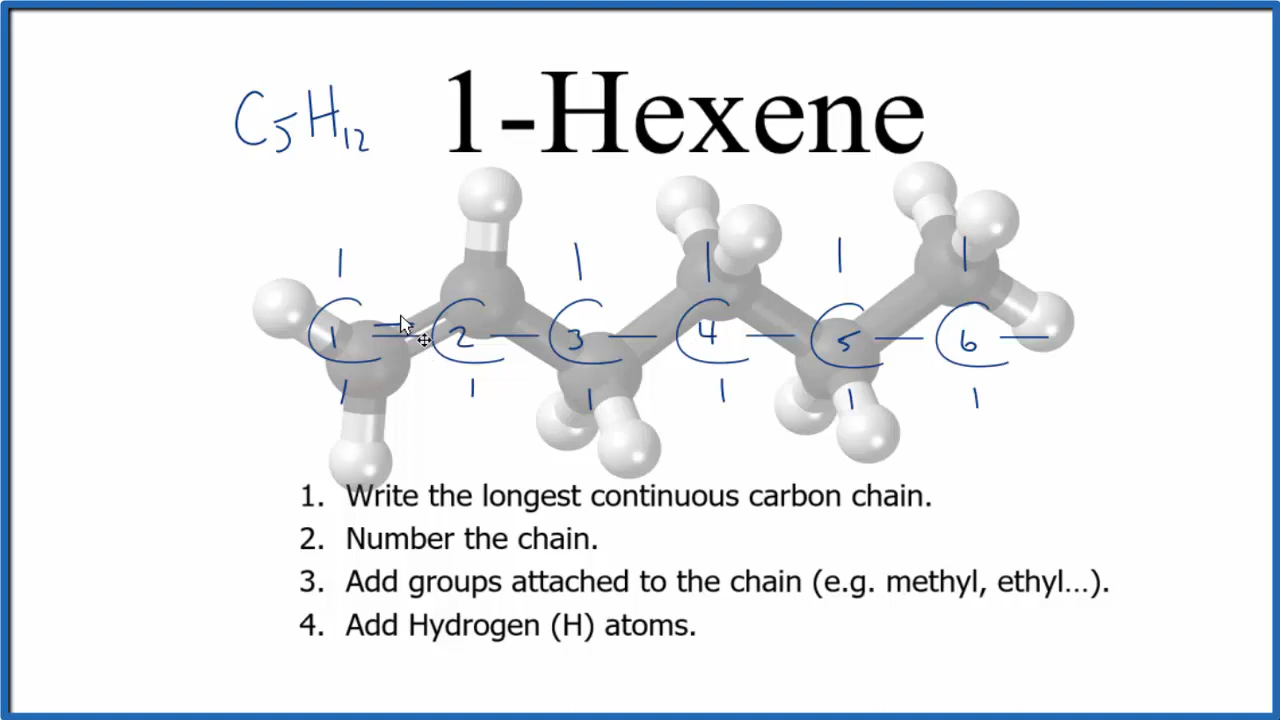 C5H12 1-Hexene
1 2 3 4 5 6
1. Write the longest continuous carbon chain.
2. Number the chain.
3. Add groups attached to the chain (e.g. methyl, ethyl...).
4. Add Hydrogen (H) atoms.